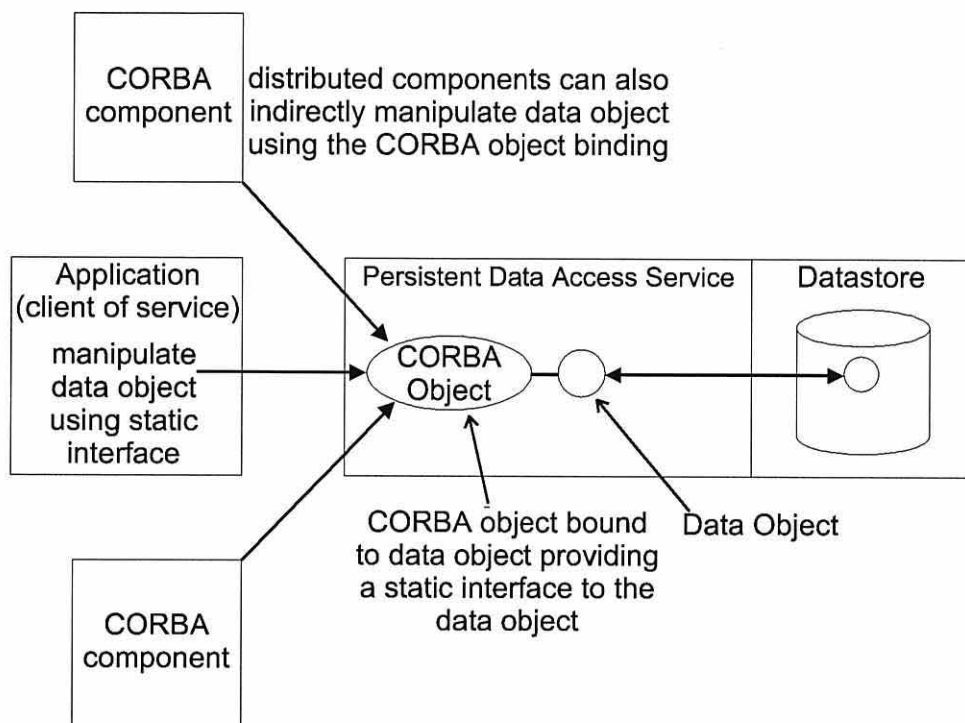 CORBA
component
distributed components can also
indirectly manipulate data object
using the CORBA object binding
Application
(client of service)
manipulate
data object
using static
interface
Persistent Data Access Service
Datastore
CORBA
Object
CORBA object bound
to data object providing
a static interface to the
data object
Data Object
CORBA
component